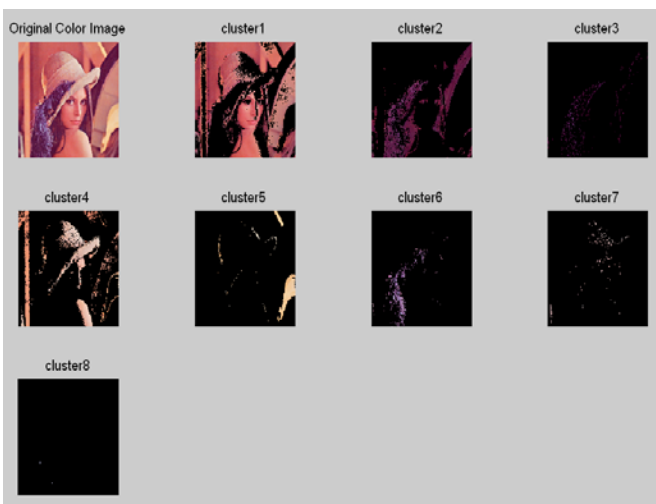 Original Color Image
cluster1
cluster2
cluster3
cluster4
cluster5
cluster6
cluster7
cluster8